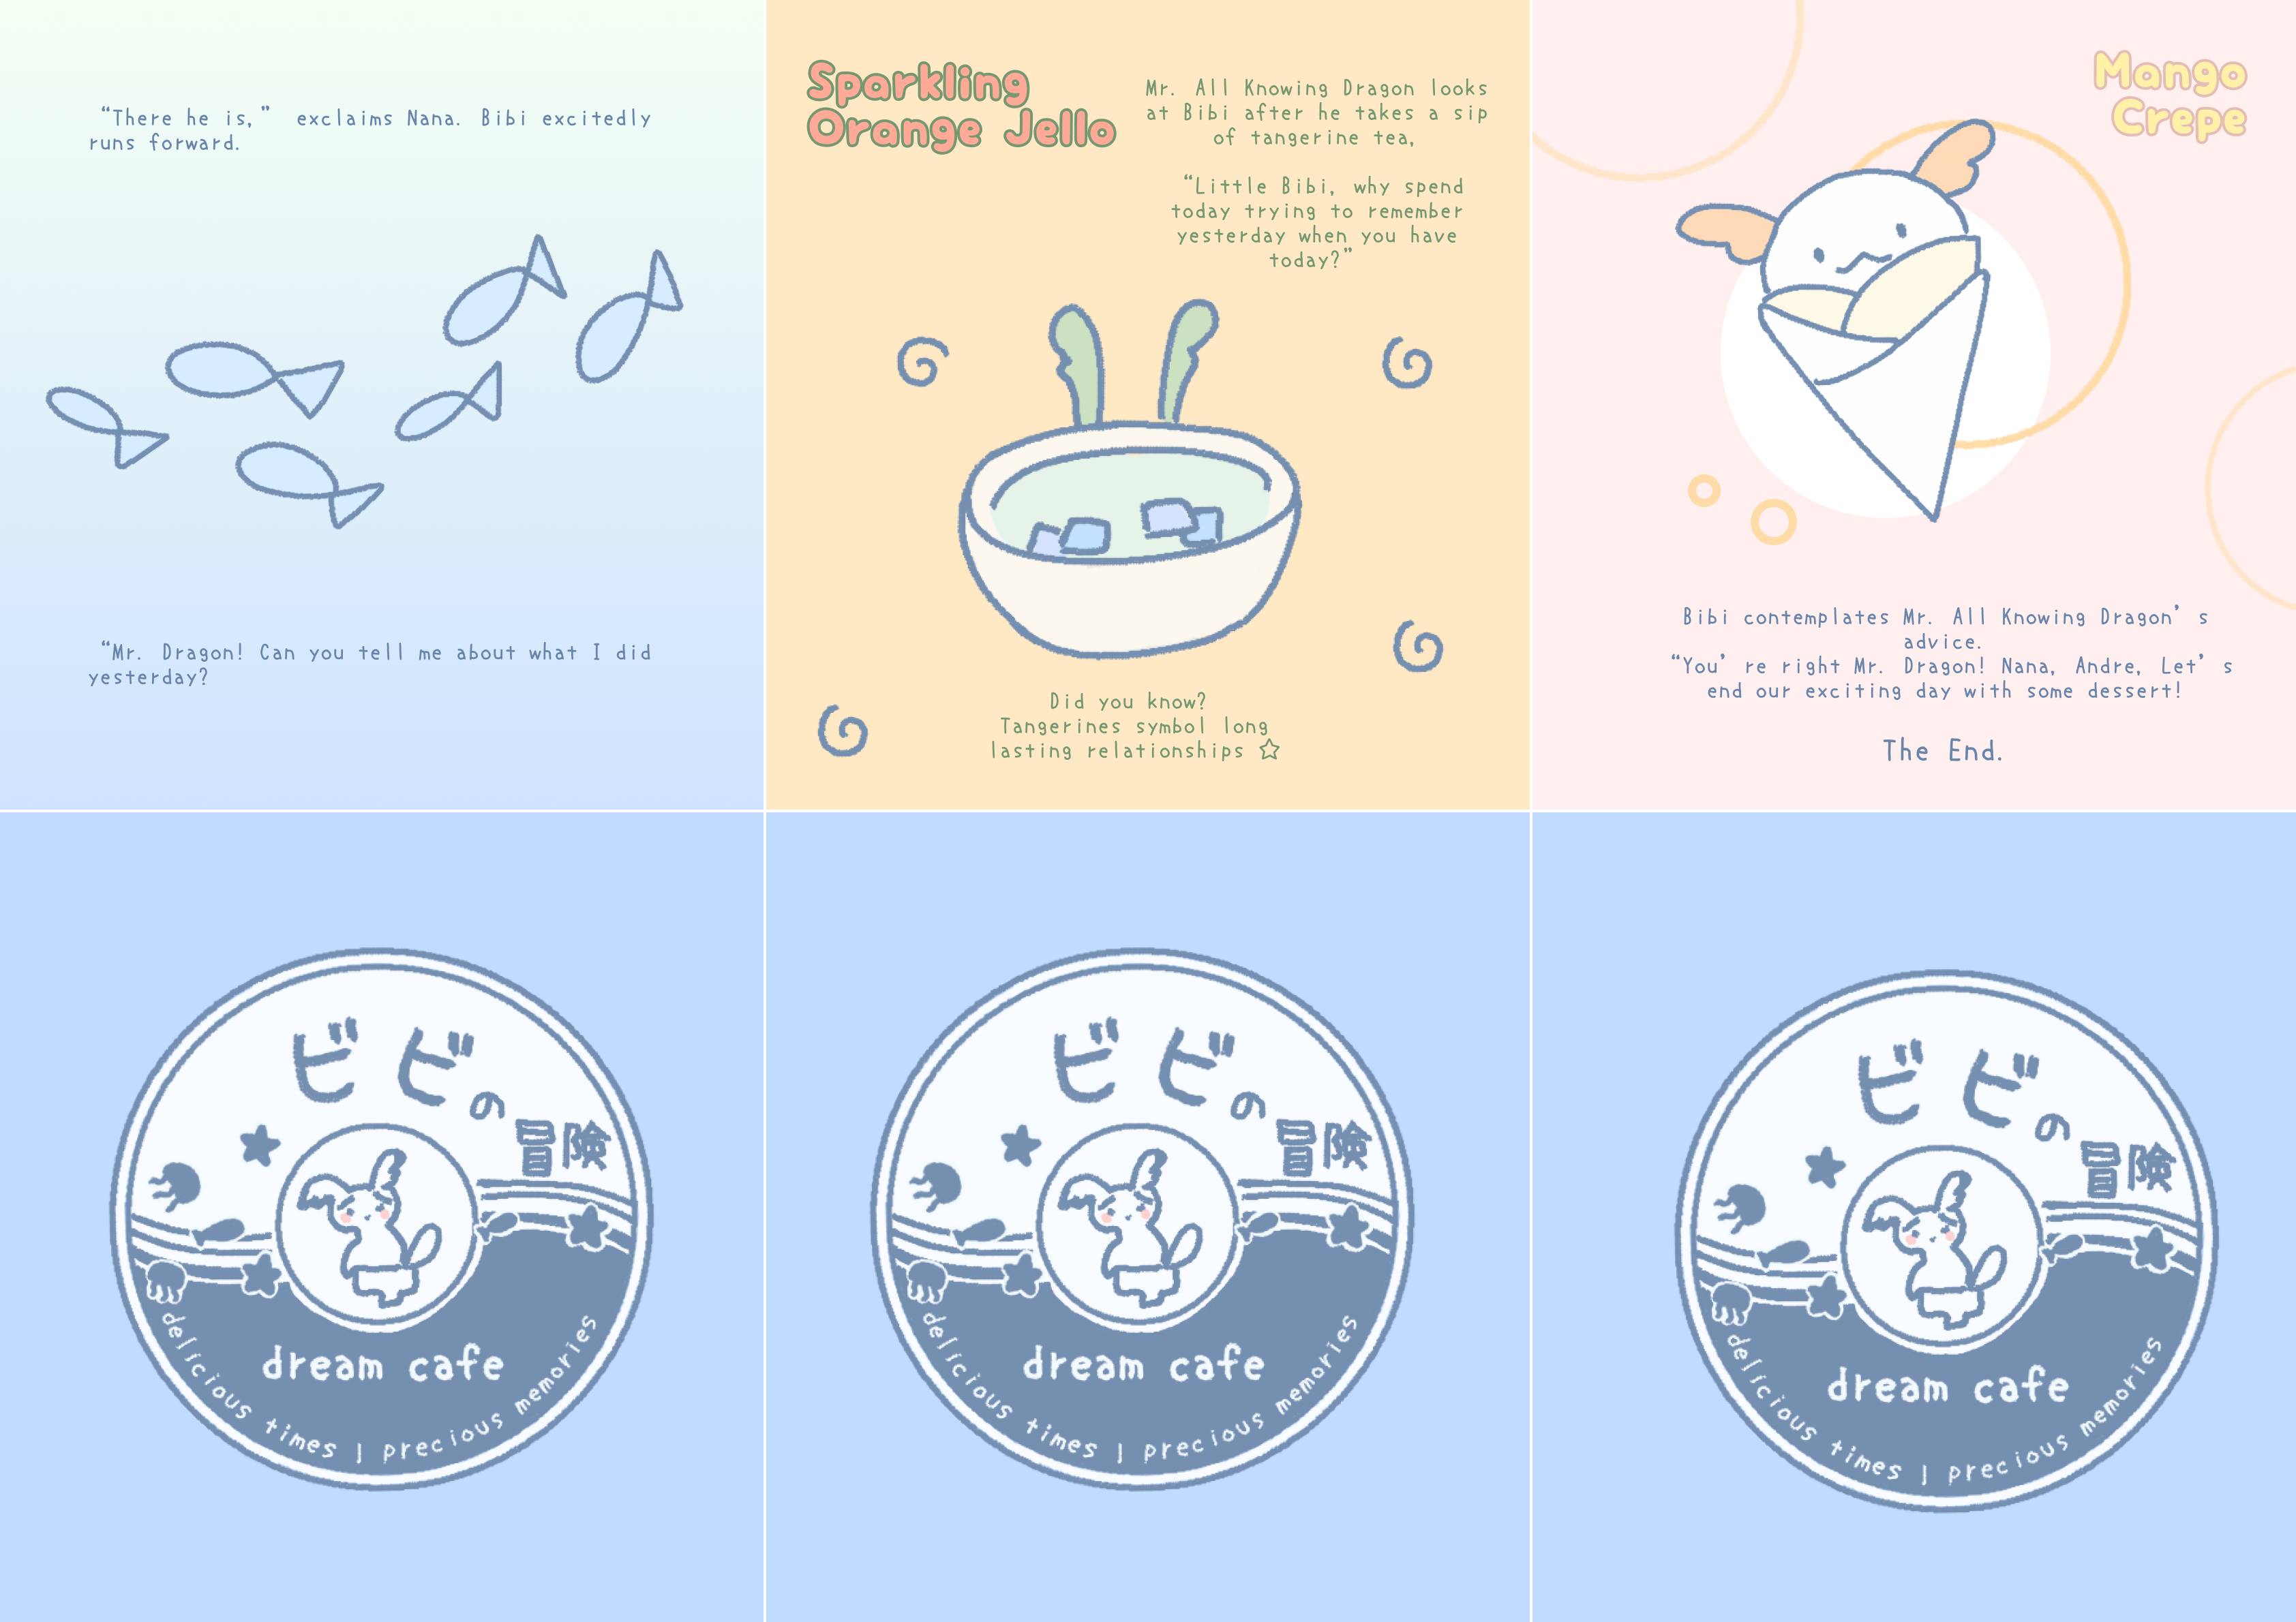 “There he is,” exclaims Nana. Bibi excitedly
runs forward.
“Mr. Dragon! Can you tell me about what I did
yesterday?
Sparkling
Orange Jello
Mr. All Knowing Dragon looks
at Bibi after he takes a sip
of tangerine tea,
“Little Bibi, why spend
today trying to remember
yesterday when you have
today?”
Did you know?
Tangerines symbol long
lasting relationships ☆
Mango
Crepe
Bibi contemplates Mr. All Knowing Dragon’s
advice.
“You’re right Mr. Dragon! Nana, Andre, Let’s
end our exciting day with some dessert!
The End.
ビビの冒険
dream cafe
delicious times | precious memories
ビビの冒険
dream cafe
delicious times | precious memories
ビビの冒険
dream cafe
delicious times | precious memories